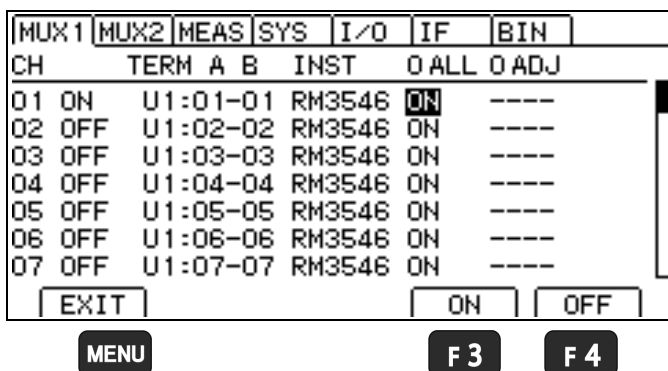 MUX1 MUX2 MEAS SYS I/O IF BIN
CH TERM A B INST 0 ALL 0 ADJ
01 ON U1:01-01 RM3546 ON ----
02 OFF U1:02-02 RM3546 ON ----
03 OFF U1:03-03 RM3546 ON ----
04 OFF U1:04-04 RM3546 ON ----
05 OFF U1:05-05 RM3546 ON ----
06 OFF U1:06-06 RM3546 ON ----
07 OFF U1:07-07 RM3546 ON ----
EXIT ON OFF
MENU F 3 F 4